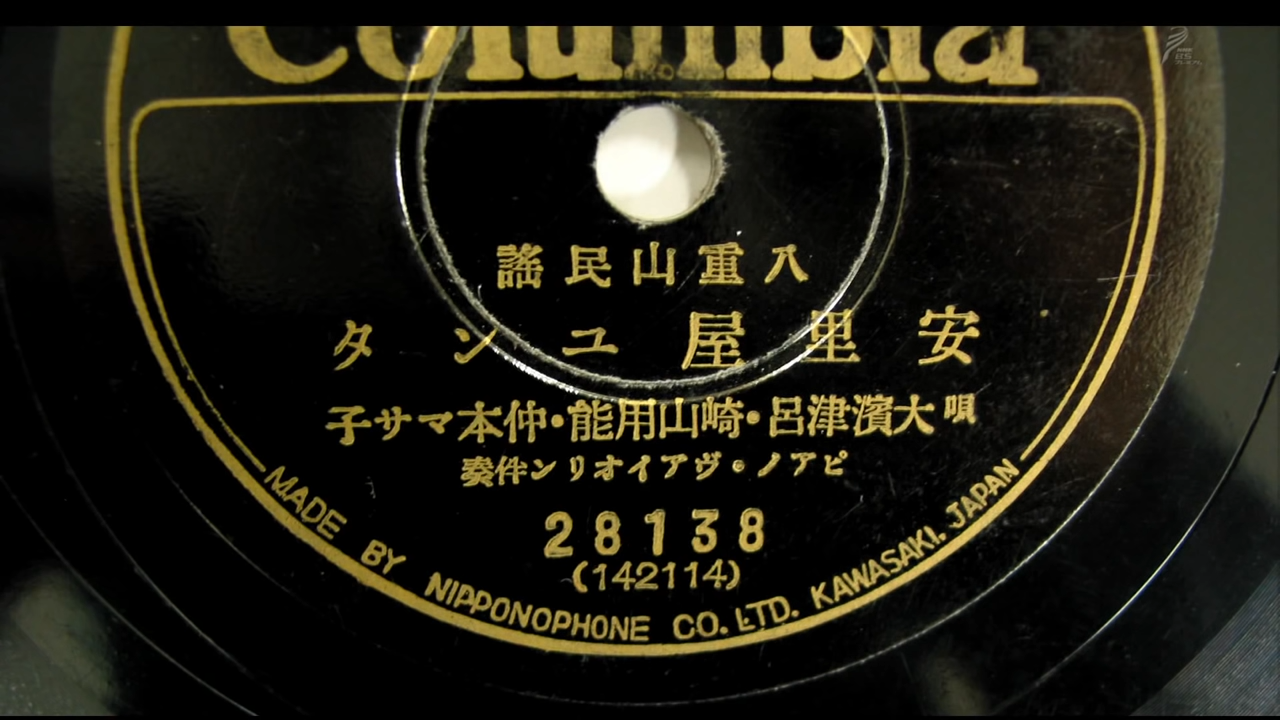 Columbia
八重山民謠
安里屋ユンタ
唄 大濱津呂・崎山用能・仲本マサ子
ピアノ・ヴァイオリン伴奏
28138
(142114)
MADE BY NIPPONOPHONE CO. LTD. KAWASAKI, JAPAN
BS